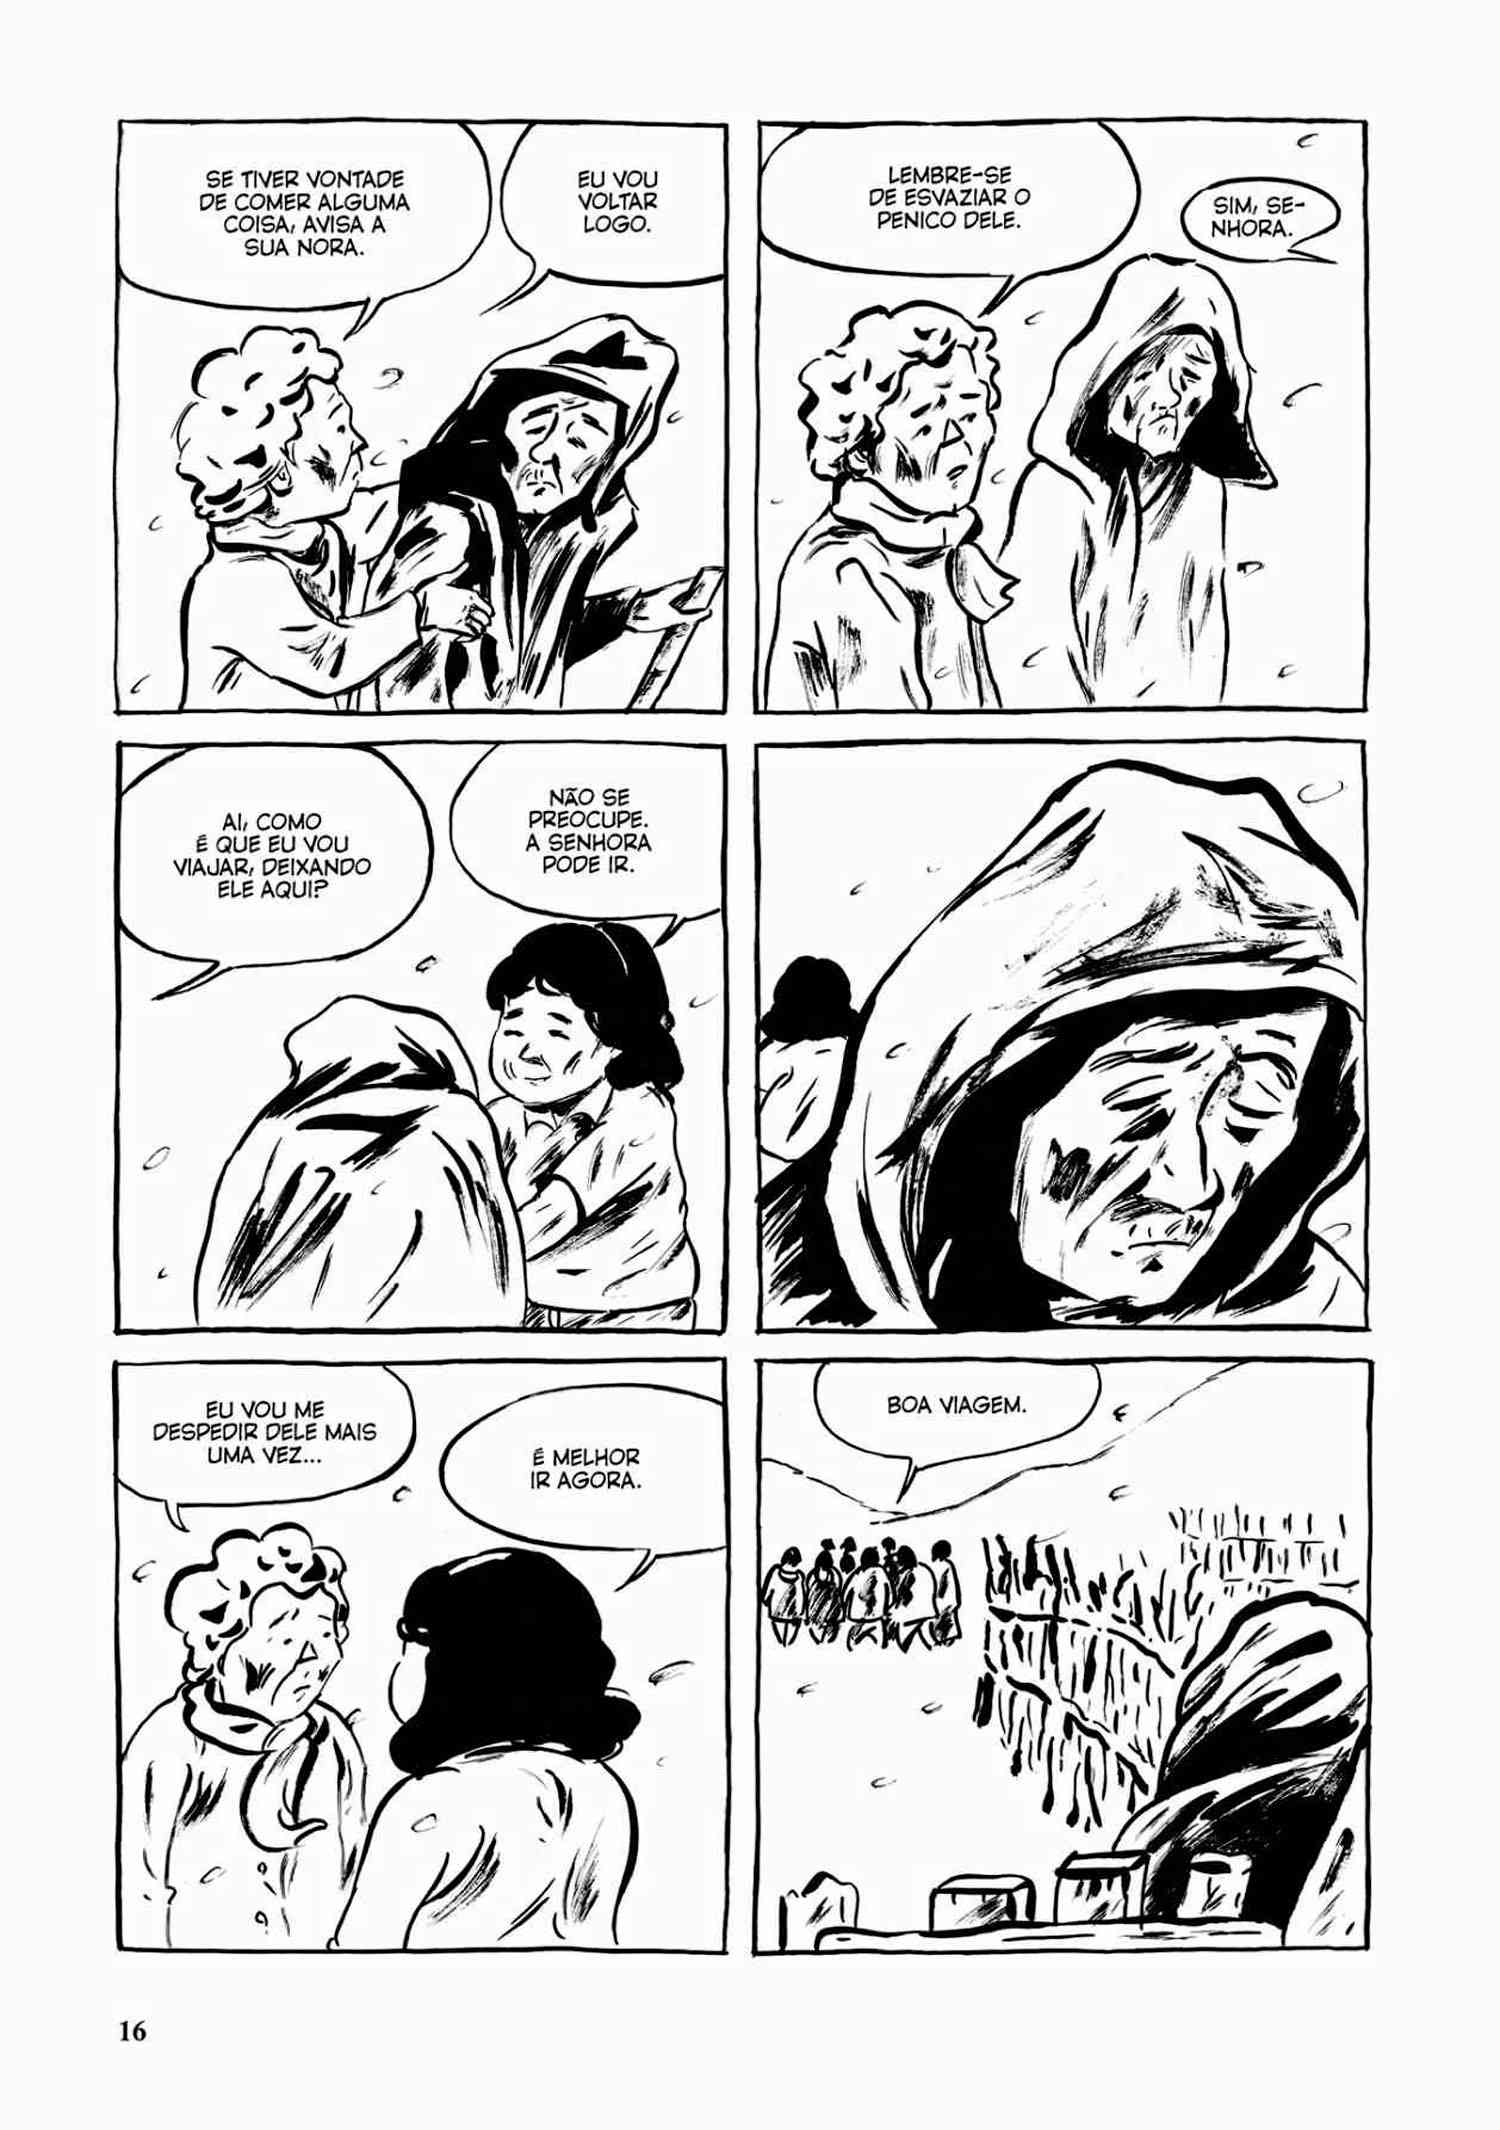 SE TIVER VONTADE
DE COMER ALGUMA
COISA, AVISA A
SUA NORA.
EU VOU
VOLTAR
LOGO.
LEMBRE-SE
DE ESVAZIAR O
PENICO DELE.
SIM, SE-
NHORA.
AI, COMO
É QUE EU VOU
VIAJAR, DEIXANDO
ELE AQUI?
NÃO SE
PREOCUPE.
A SENHORA
PODE IR.
EU VOU ME
DESPEDIR DELE MAIS
UMA VEZ...
É MELHOR
IR AGORA.
BOA VIAGEM.
16